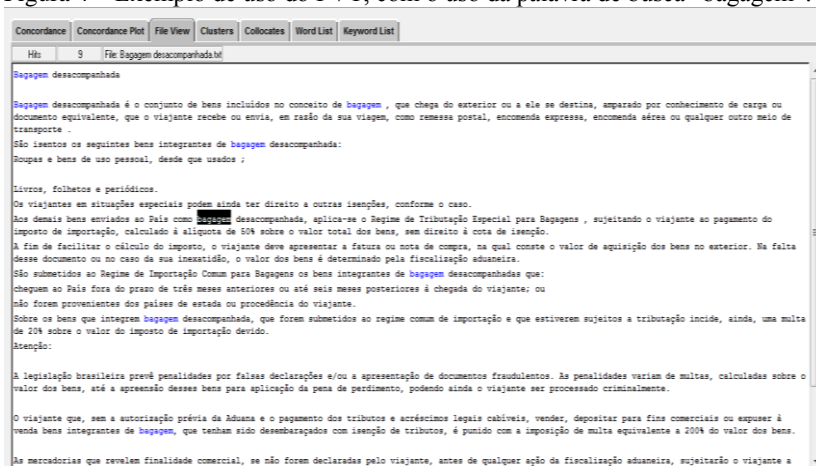 Figura 4 – Exemplo de uso do FVT, com o uso da palavra de busca "bagagem".
Concordance Concordance Plot File View Clusters Collocates Word List Keyword List
Hits 9 File: Bagagem desacompanhada.txt
Bagagem desacompanhada
Bagagem desacompanhada é o conjunto de bens incluídos no conceito de bagagem , que chega do exterior ou a ele se destina, amparado por conhecimento de carga ou
documento equivalente, que o viajante recebe ou envia, em razão da sua viagem, como remessa postal, encomenda expressa, encomenda aérea ou qualquer outro meio de
transporte .
São isentos os seguintes bens integrantes de bagagem desacompanhada:
Roupas e bens de uso pessoal, desde que usados ;
Livros, folhetos e periódicos.
Os viajantes em situações especiais podem ainda ter direito a outras isenções, conforme o caso.
Aos demais bens enviados ao País como bagagem desacompanhada, aplica-se o Regime de Tributação Especial para Bagagens , sujeitando o viajante ao pagamento do
imposto de importação, calculado à alíquota de 50% sobre o valor total dos bens, sem direito à cota de isenção.
A fim de facilitar o cálculo do imposto, o viajante deve apresentar a fatura ou nota de compra, na qual conste o valor de aquisição dos bens no exterior. Na falta
desse documento ou no caso da sua inexatidão, o valor dos bens é determinado pela fiscalização aduaneira.
São submetidos ao Regime de Importação Comum para Bagagens os bens integrantes de bagagem desacompanhadas que:
cheguem ao País fora do prazo de três meses anteriores ou até seis meses posteriores à chegada do viajante; ou
não forem provenientes dos países de estada ou procedência do viajante.
Sobre os bens que integrem bagagem desacompanhada, que forem submetidos ao regime comum de importação e que estiverem sujeitos a tributação incide, ainda, uma multa
de 20% sobre o valor do imposto de importação devido.
Atenção:
A legislação brasileira prevê penalidades por falsas declarações e/ou a apresentação de documentos fraudulentos. As penalidades variam de multas, calculadas sobre o
valor dos bens, até a apreensão desses bens para aplicação da pena de perdimento, podendo ainda o viajante ser processado criminalmente.
O viajante que, sem a autorização prévia da Aduana e o pagamento dos tributos e acréscimos legais cabíveis, vender, depositar para fins comerciais ou expuser à
venda bens integrantes de bagagem, que tenham sido desembaraçados com isenção de tributos, é punido com a imposição de multa equivalente a 200% do valor dos bens.
As mercadorias que revelem finalidade comercial, se não forem declaradas pelo viajante, antes de qualquer ação da fiscalização aduaneira, sujeitarão o viajante a